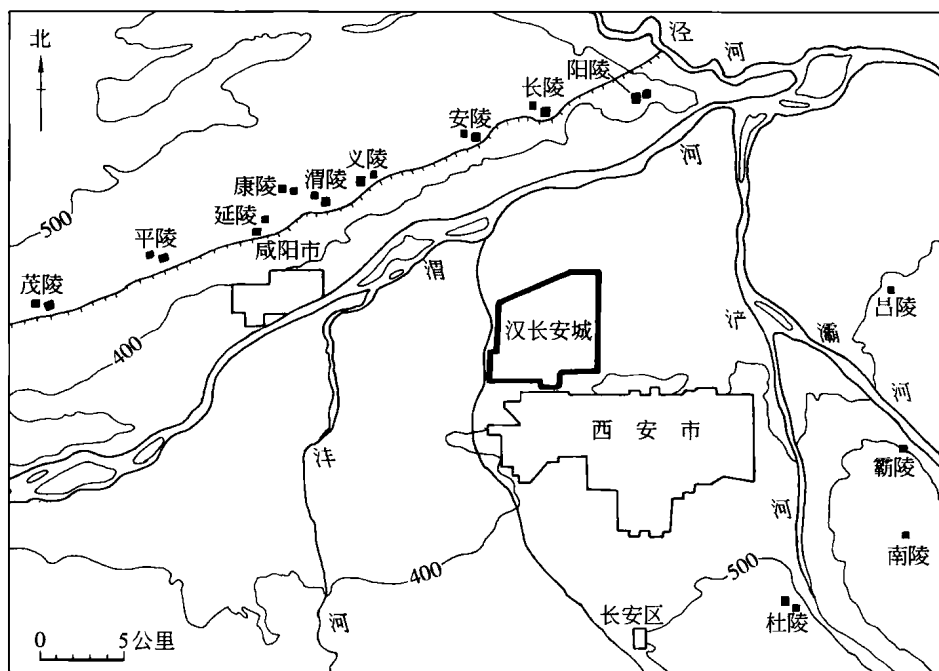 北
泾
河
阳陵
长陵
安陵
河
义陵
渭陵
康陵
延陵
500
咸阳市
平陵
茂陵
渭
400
汉长安城
浐
灞
吕陵
河
西安市
沣
霸陵
河
南陵
400
500
长安区
杜陵
河
0 5公里